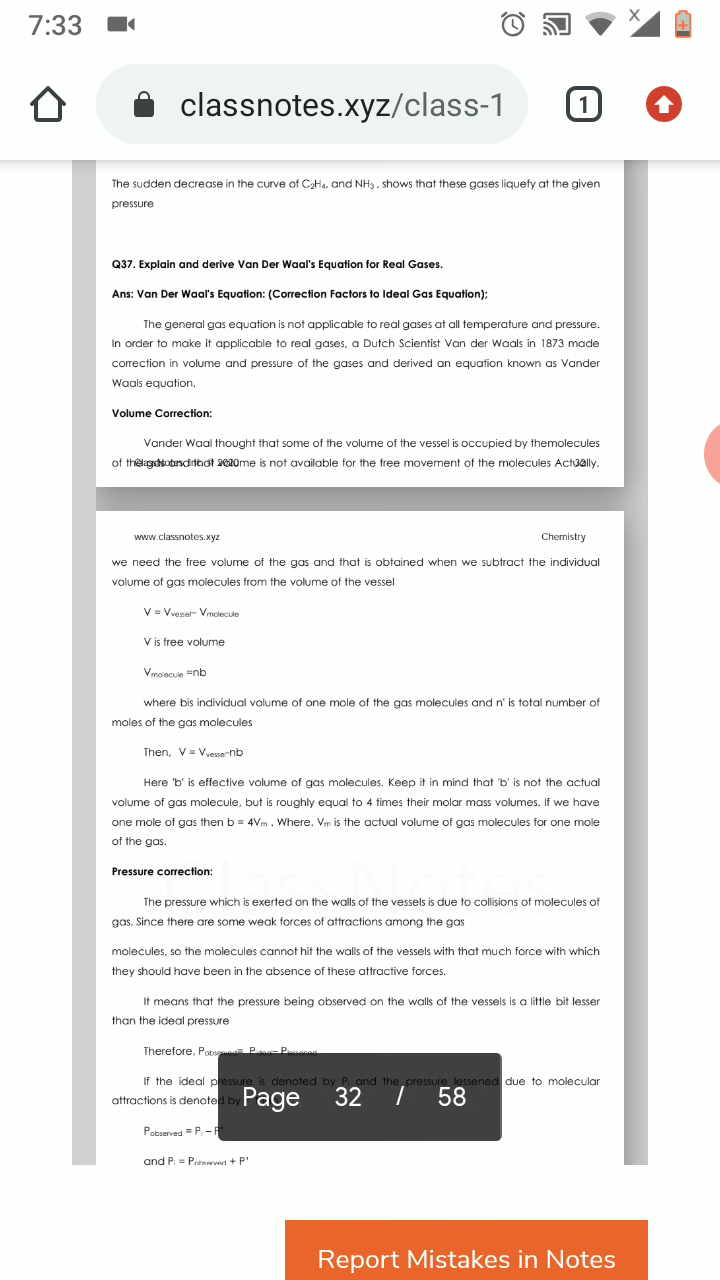 7:33
classnotes.xyz/class-1
1
The sudden decrease in the curve of C₂H₄, and NH₃ , shows that these gases liquefy at the given
pressure
Q37. Explain and derive Van Der Waal's Equation for Real Gases.
Ans: Van Der Waal's Equation: (Correction Factors to Ideal Gas Equation);
The general gas equation is not applicable to real gases at all temperature and pressure.
In order to make it applicable to real gases, a Dutch Scientist Van der Waals in 1873 made
correction in volume and pressure of the gases and derived an equation known as Vander
Waals equation.
Volume Correction:
Vander Waal thought that some of the volume of the vessel is occupied by themolecules
of the gas and that volume is not available for the free movement of the molecules Actually,
32
www.classnotes.xyz Chemistry
we need the free volume of the gas and that is obtained when we subtract the individual
volume of gas molecules from the volume of the vessel
V = Vvessel– Vmolecule
V is free volume
Vmolecule =nb
where bis individual volume of one mole of the gas molecules and n' is total number of
moles of the gas molecules
Then, V = Vvessel-nb
Here 'b' is effective volume of gas molecules. Keep it in mind that 'b' is not the actual
volume of gas molecule, but is roughly equal to 4 times their molar mass volumes. If we have
one mole of gas then b = 4Vm . Where. Vm is the actual volume of gas molecules for one mole
of the gas.
ClassNotes
Pressure correction:
The pressure which is exerted on the walls of the vessels is due to collisions of molecules of
gas. Since there are some weak forces of attractions among the gas
molecules, so the molecules cannot hit the walls of the vessels with that much force with which
they should have been in the absence of these attractive forces.
It means that the pressure being observed on the walls of the vessels is a little bit lesser
than the ideal pressure
Therefore, Pobserved= Pideal– Plessened
If the ideal pressure is denoted by Pi and the pressure lessened due to molecular
attractions is denoted by
Page 32 / 58
Pobserved = Pi – P'
and Pi = Pobserved + P'
Report Mistakes in Notes